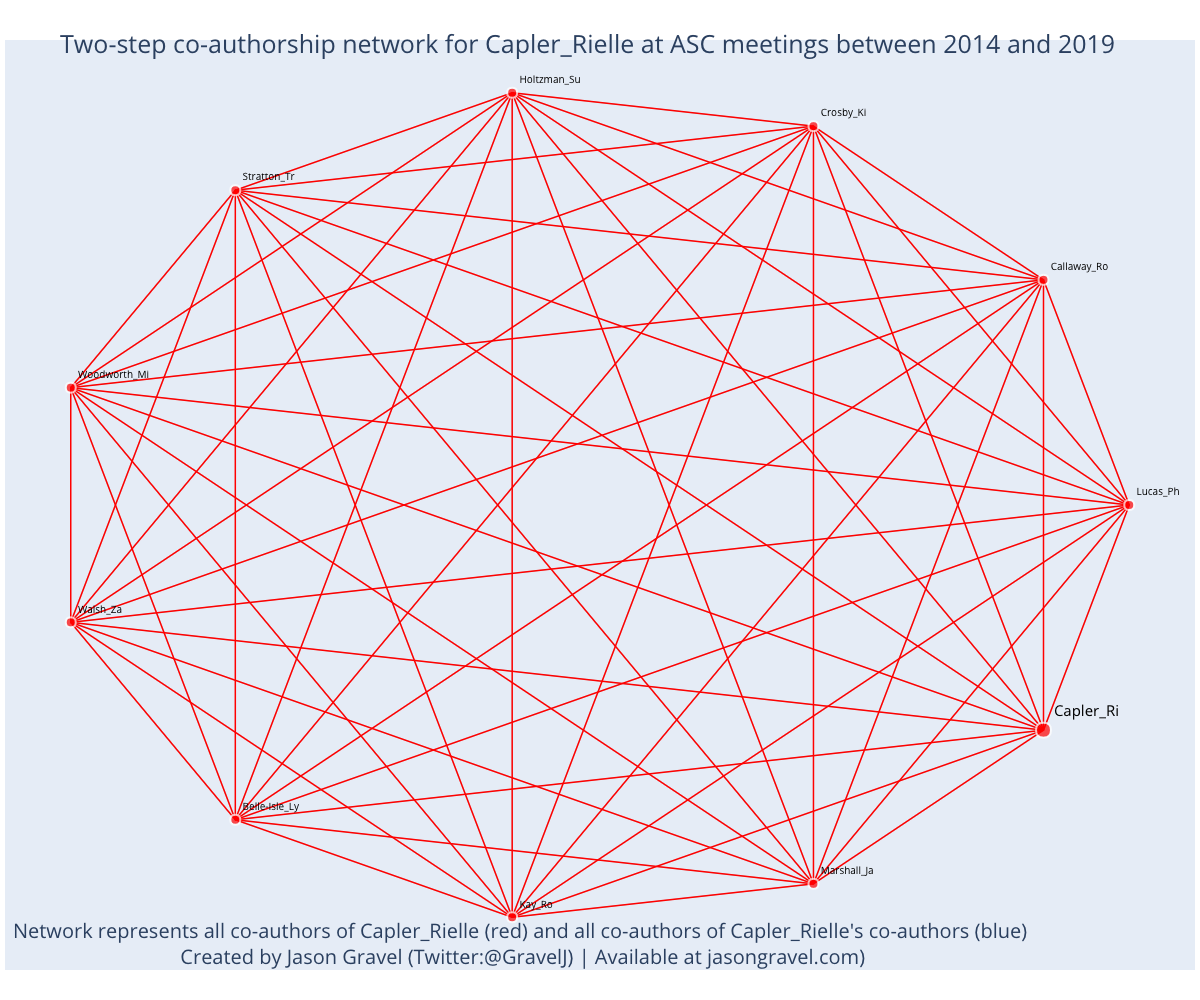 Two-step co-authorship network for Capler_Rielle at ASC meetings between 2014 and 2019
Holtzman_Su
Crosby_Ki
Stratton_Tr
Callaway_Ro
Woodworth_Mi
Lucas_Ph
Walsh_Za
Capler_Ri
Belle-Isle_Ly
Marshall_Ja
Kay_Ro
Network represents all co-authors of Capler_Rielle (red) and all co-authors of Capler_Rielle's co-authors (blue)
Created by Jason Gravel (Twitter:@GravelJ) | Available at jasongravel.com)